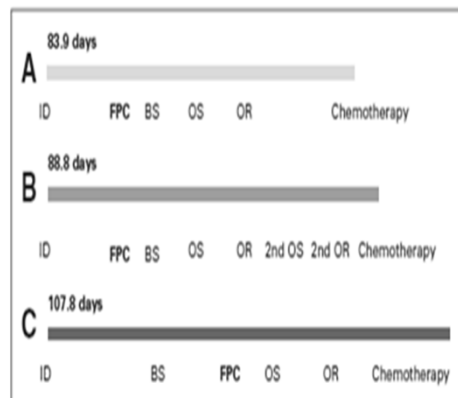 83.9 days
A
ID FPC BS OS OR Chemotherapy
88.8 days
B
ID FPC BS OS OR 2nd OS 2nd OR Chemotherapy
107.8 days
C
ID BS FPC OS OR Chemotherapy